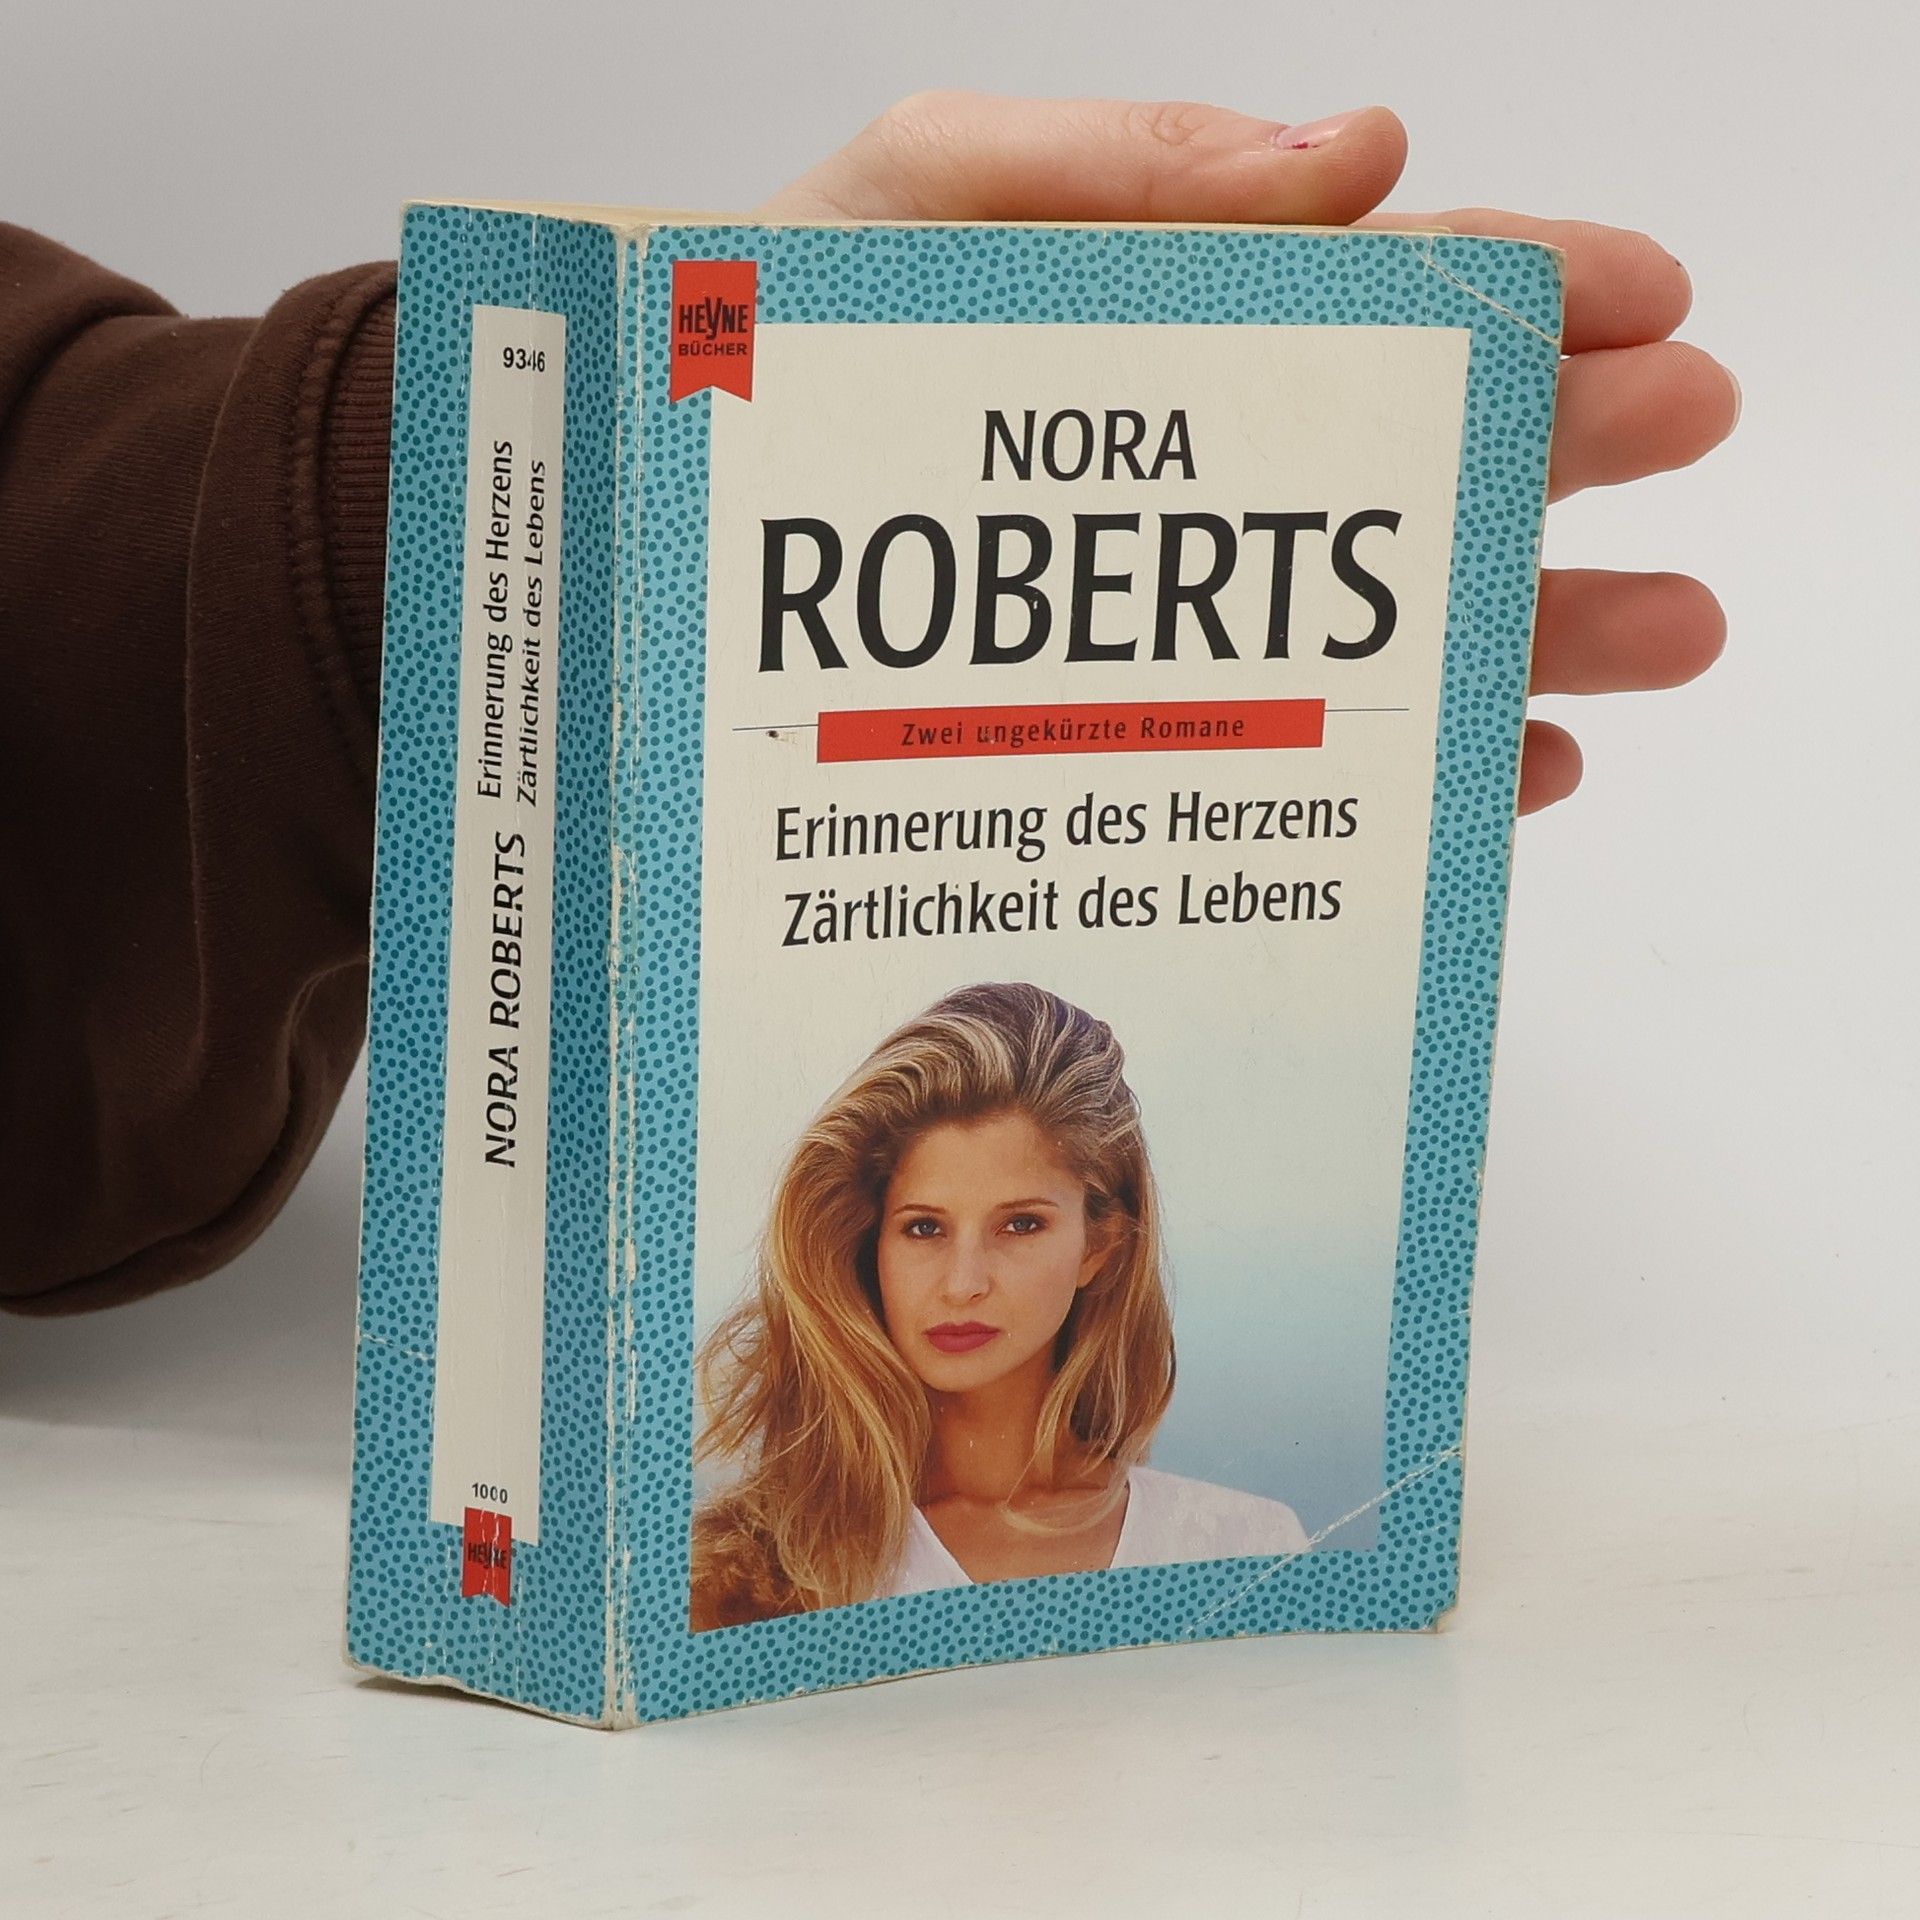 9346
NORA ROBERTS
Erinnerung des Herzens
Zärtlichkeit des Lebens
1000
HEYNE
HEYNE
BÜCHER
NORA
ROBERTS
Zwei ungekürzte Romane
Erinnerung des Herzens
Zärtlichkeit des Lebens